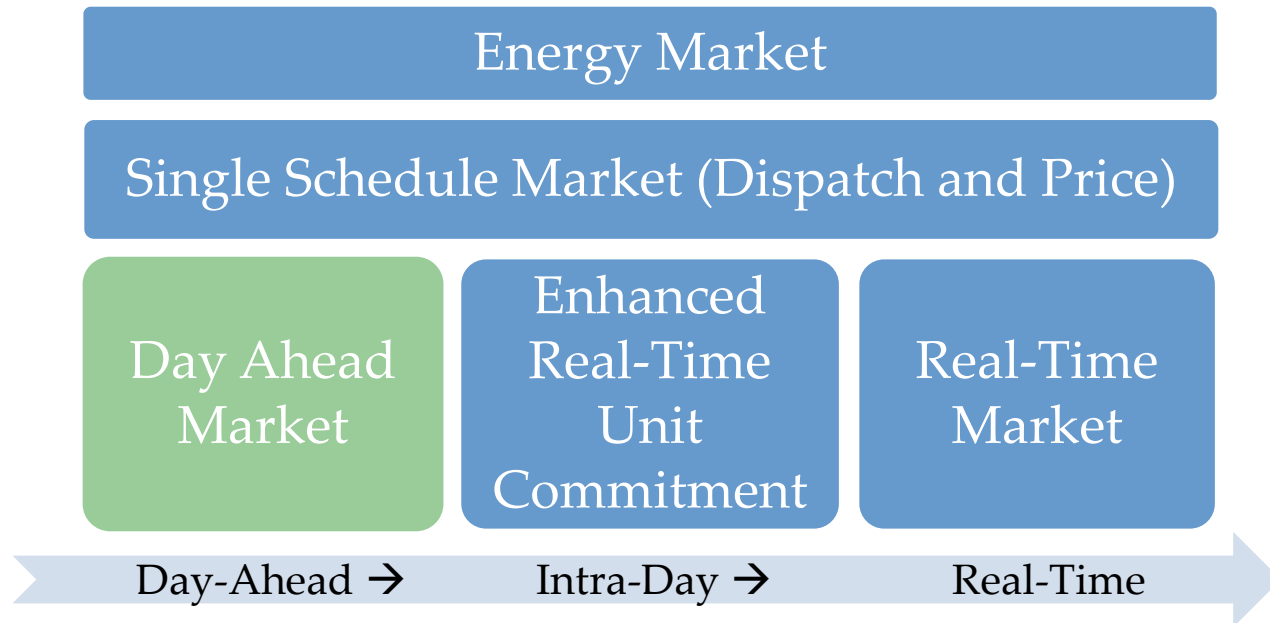 Energy Market
Single Schedule Market (Dispatch and Price)
Day Ahead
Market
Enhanced
Real-Time
Unit
Commitment
Real-Time
Market
Day-Ahead →
Intra-Day →
Real-Time